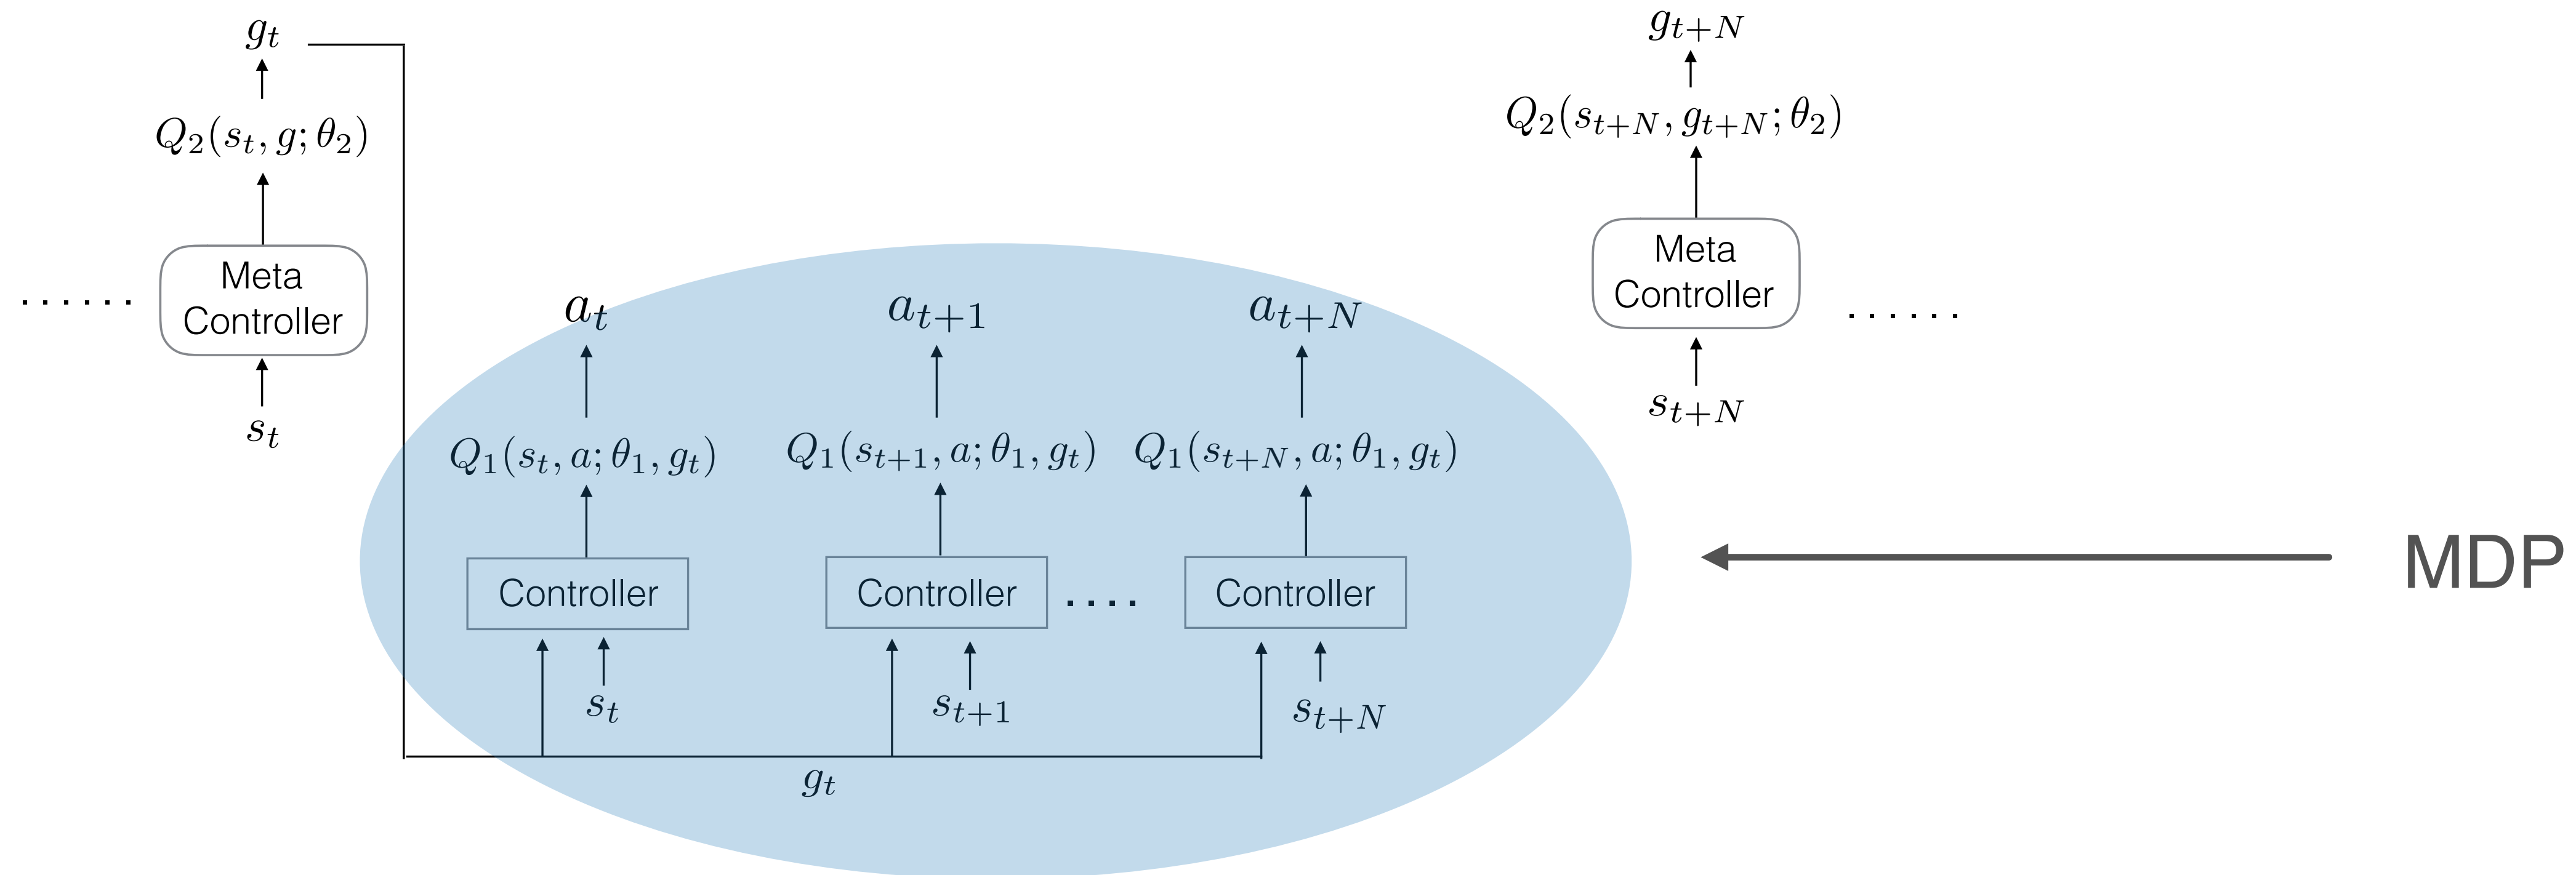 g_t
Q_2(s_t, g; θ_2)
Meta
Controller
......
s_t
g_{t+N}
Q_2(s_{t+N}, g_{t+N}; θ_2)
Meta
Controller
......
s_{t+N}
a_t
a_{t+1}
a_{t+N}
Q_1(s_t, a; θ_1, g_t)
Q_1(s_{t+1}, a; θ_1, g_t)
Q_1(s_{t+N}, a; θ_1, g_t)
Controller
Controller
....
Controller
s_t
s_{t+1}
s_{t+N}
g_t
MDP